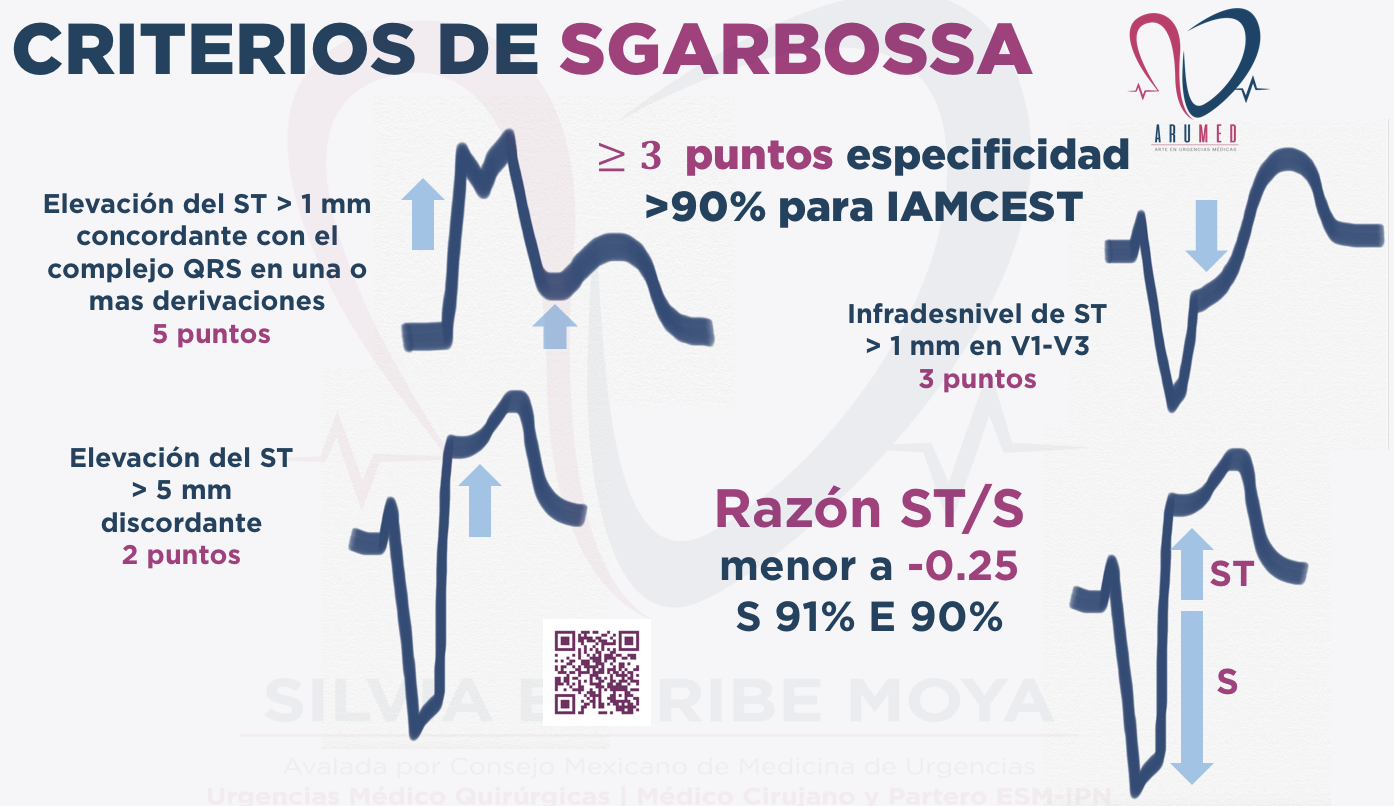 CRITERIOS DE SGARBOSSA
ARUMED
ARTE EN URGENCIAS MÉDICAS
≥ 3 puntos especificidad
>90% para IAMCEST
Elevación del ST > 1 mm
concordante con el
complejo QRS en una o
mas derivaciones
5 puntos
Infradesnivel de ST
> 1 mm en V1-V3
3 puntos
Elevación del ST
> 5 mm
discordante
2 puntos
Razón ST/S
menor a -0.25
S 91% E 90%
ST
S
SILVIA RIBE MOYA
Avalada por Consejo Mexicano de Medicina de Urgencias
Urgencias Médico Quirúrgicas | Médico Cirujano y Partero ESM-IPN